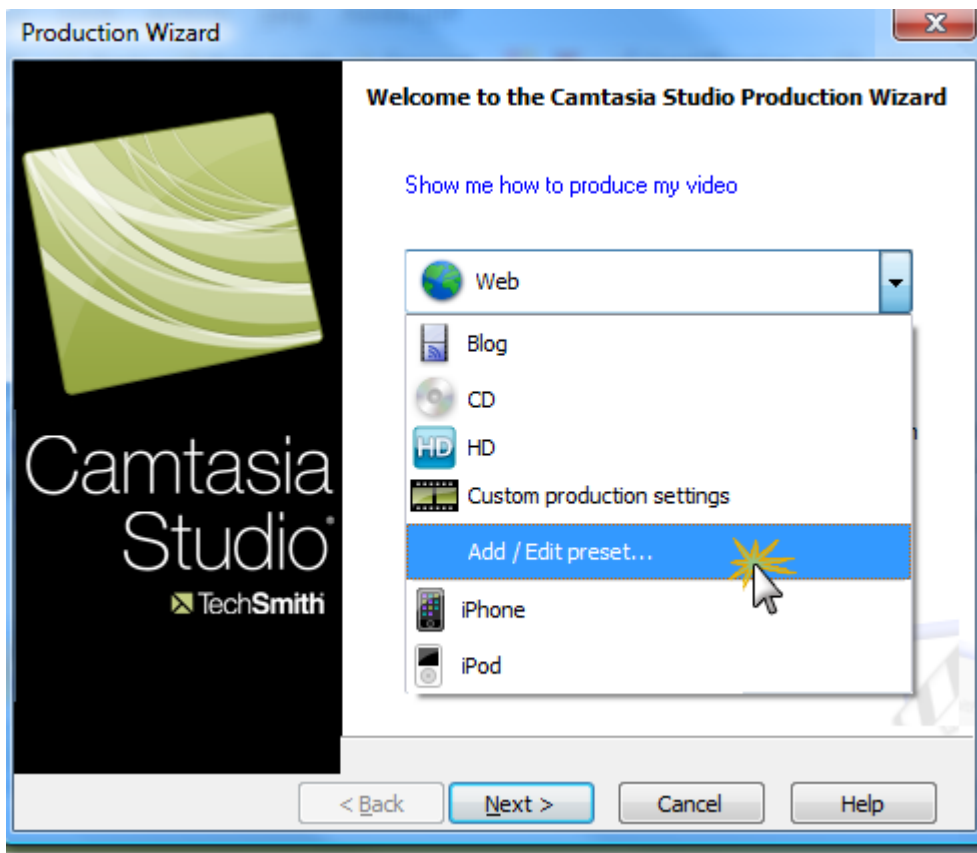 Production Wizard
Welcome to the Camtasia Studio Production Wizard
Show me how to produce my video
Web
Blog
CD
HD HD
Custom production settings
Add / Edit preset...
iPhone
iPod
Camtasia
Studio®
TechSmith
< Back Next > Cancel Help